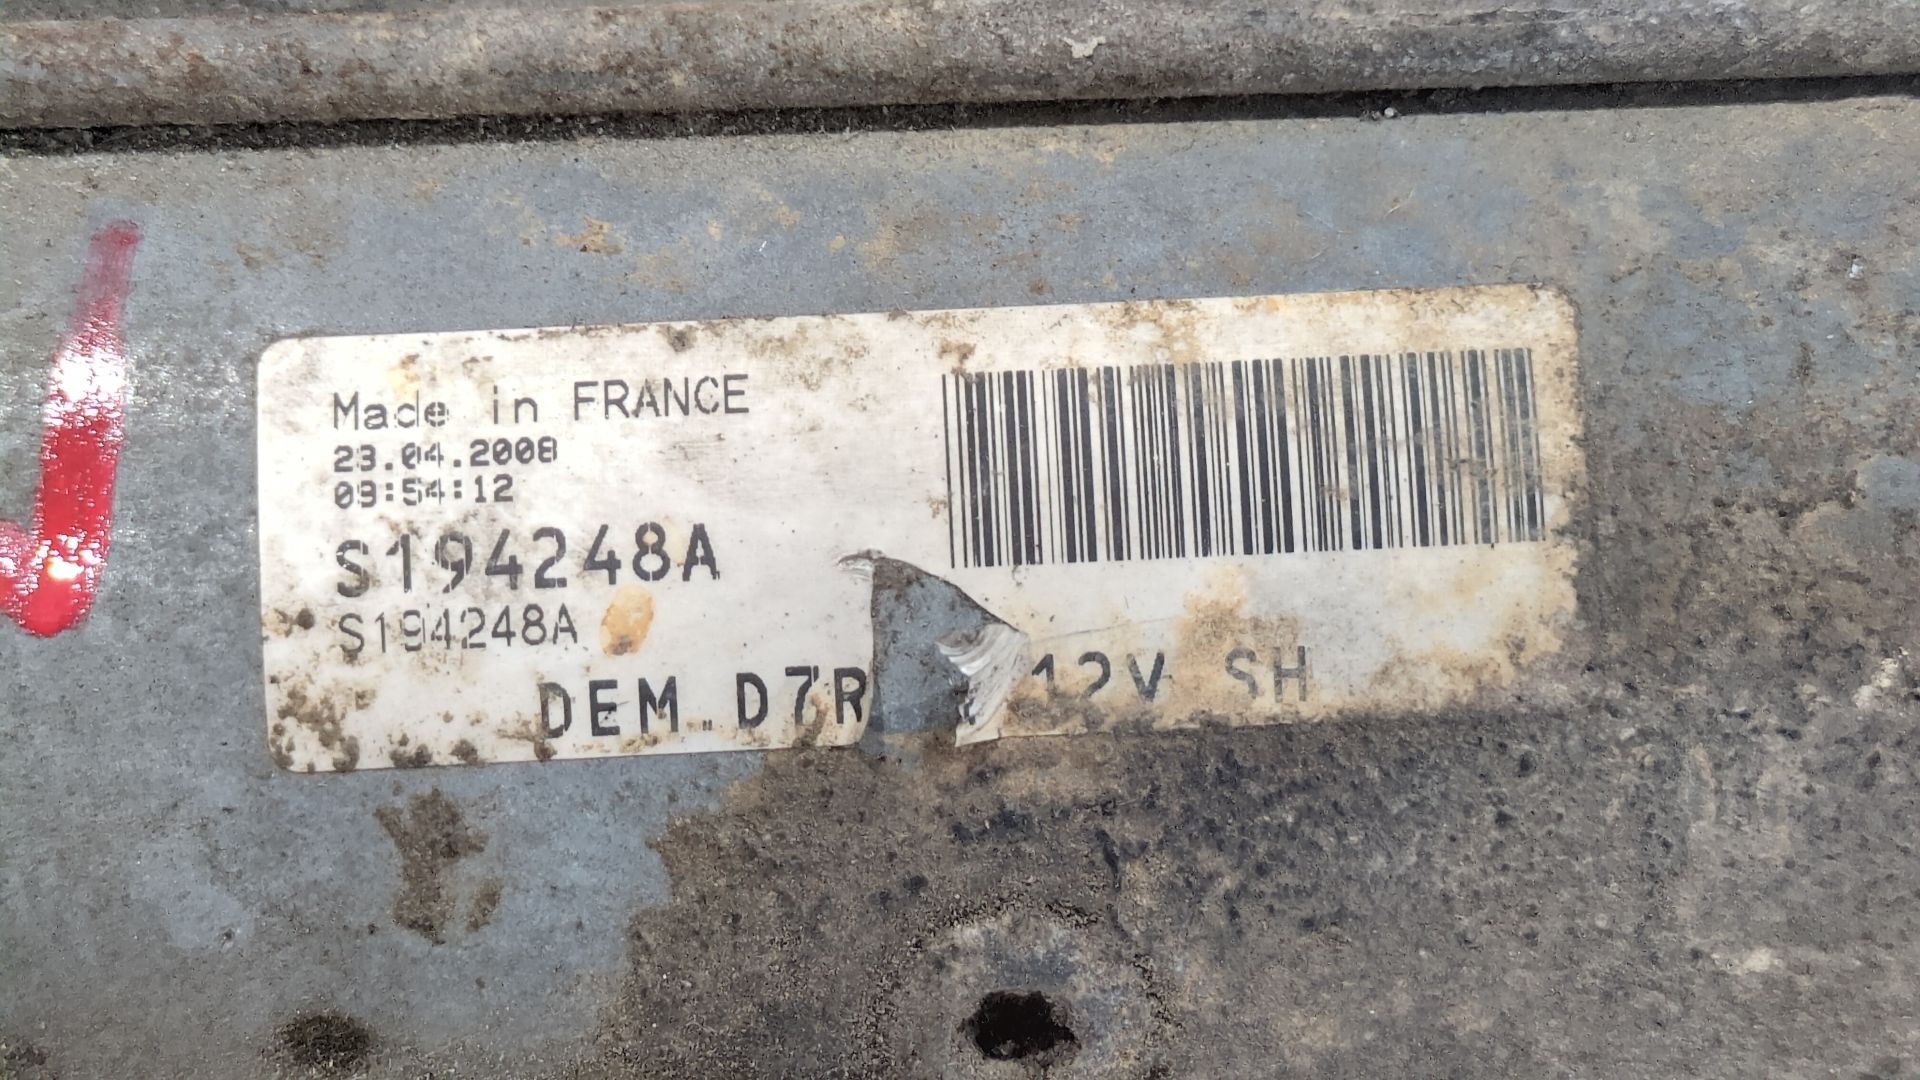 Made in FRANCE
23.04.2008
09:54:12
S194248A
S194248A
DEM. D7R 12V SH